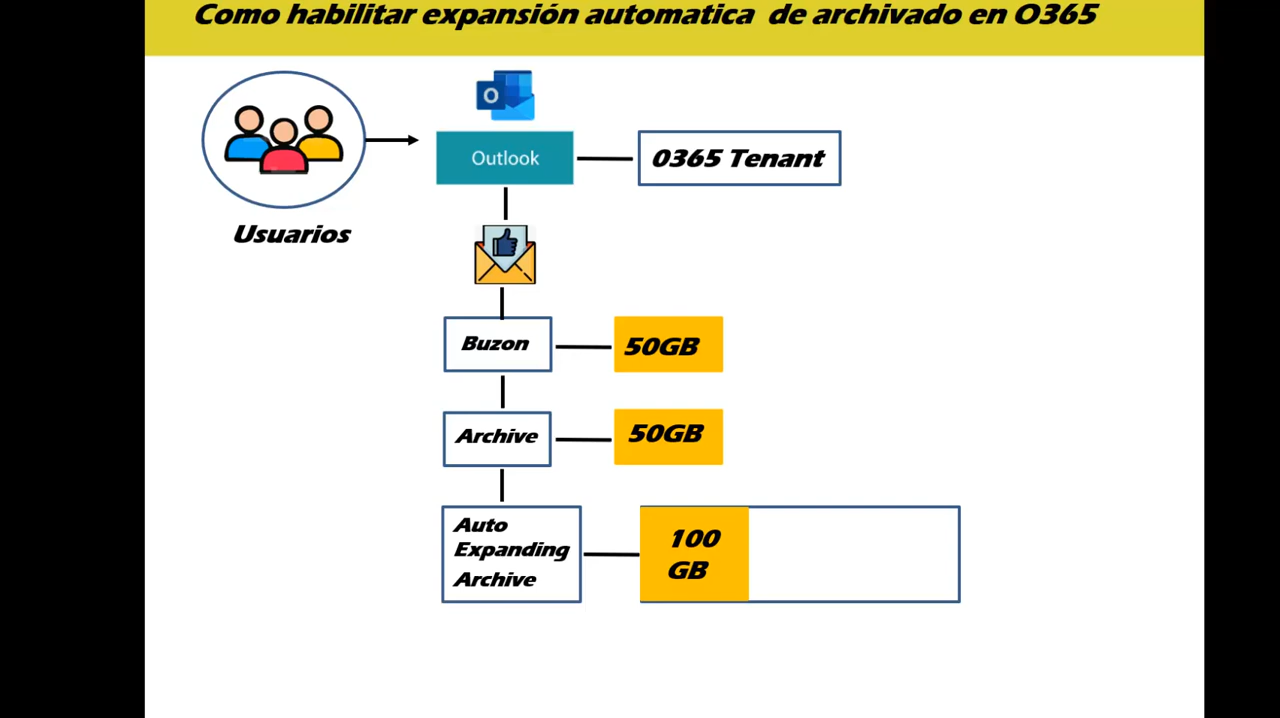 Como habilitar expansión automatica de archivado en O365
O
Outlook
0365 Tenant
Usuarios
Buzon
50GB
Archive
50GB
Auto
Expanding
Archive
100
GB